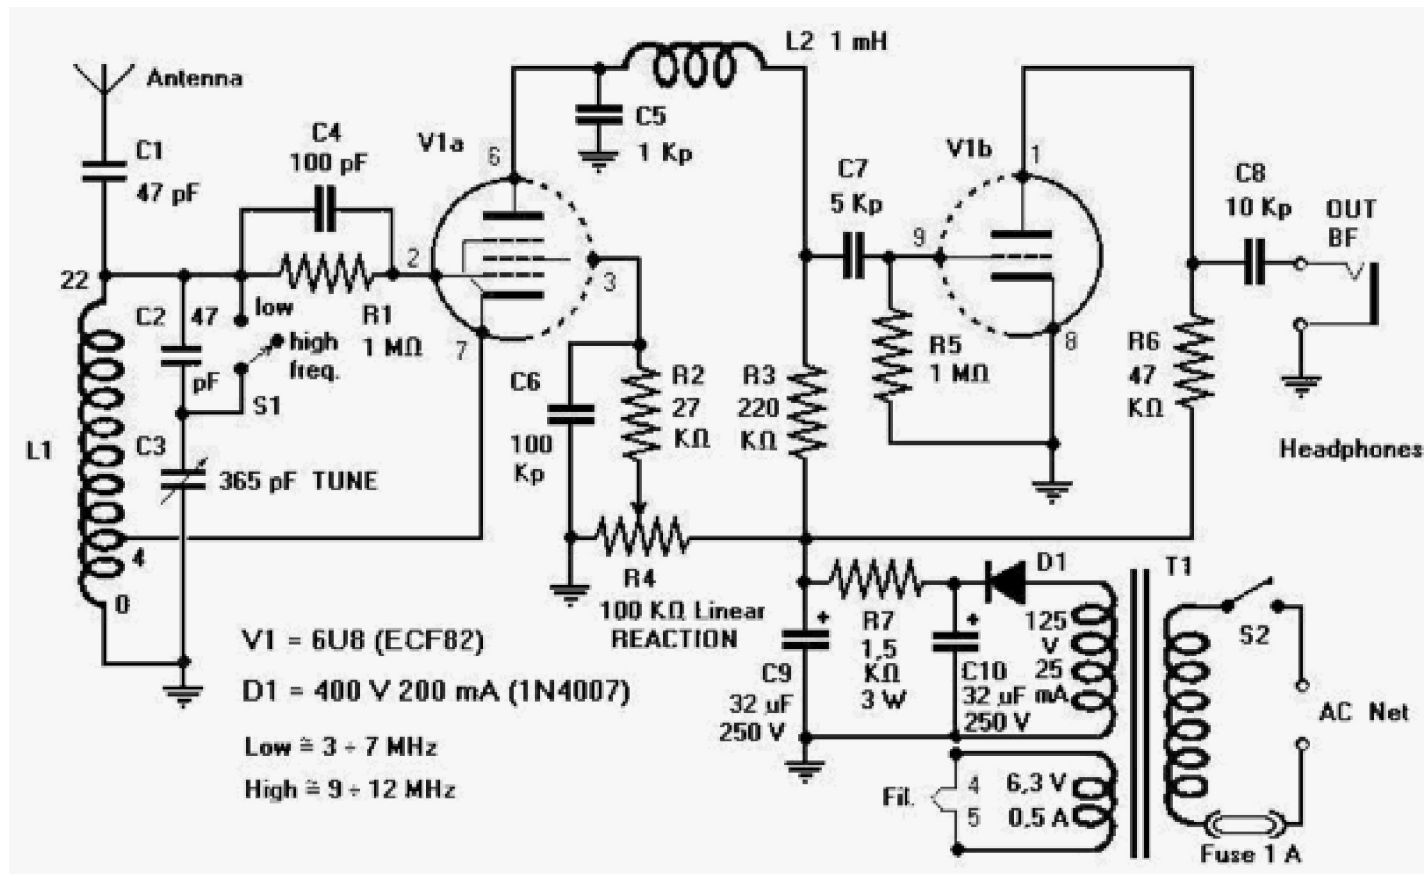 L2 1 mH
Antenna
C4
100 pF
C1
47 pF
V1a
6
C5
1 Kp
V1b
1
C7
5 Kp
C8
10 Kp
OUT
BF
9
2
3
22
C2
47
pF
low
high
freq.
S1
R1
1 MΩ
7
C6
100
Kp
R2
27
KΩ
R3
220
KΩ
R5
1 MΩ
8
R6
47
KΩ
L1
C3
365 pF TUNE
Headphones
4
0
R4
100 KΩ Linear
REACTION
D1
T1
125
V
25
mA
S2
R7
1,5
KΩ
3 W
C9
32 uF
250 V
C10
32 uF
250 V
AC Net
V1 = 6U8 (ECF82)
D1 = 400 V 200 mA (1N4007)
Low ≅ 3 ÷ 7 MHz
High ≅ 9 ÷ 12 MHz
Fil.
4
5
6,3 V
0,5 A
Fuse 1 A